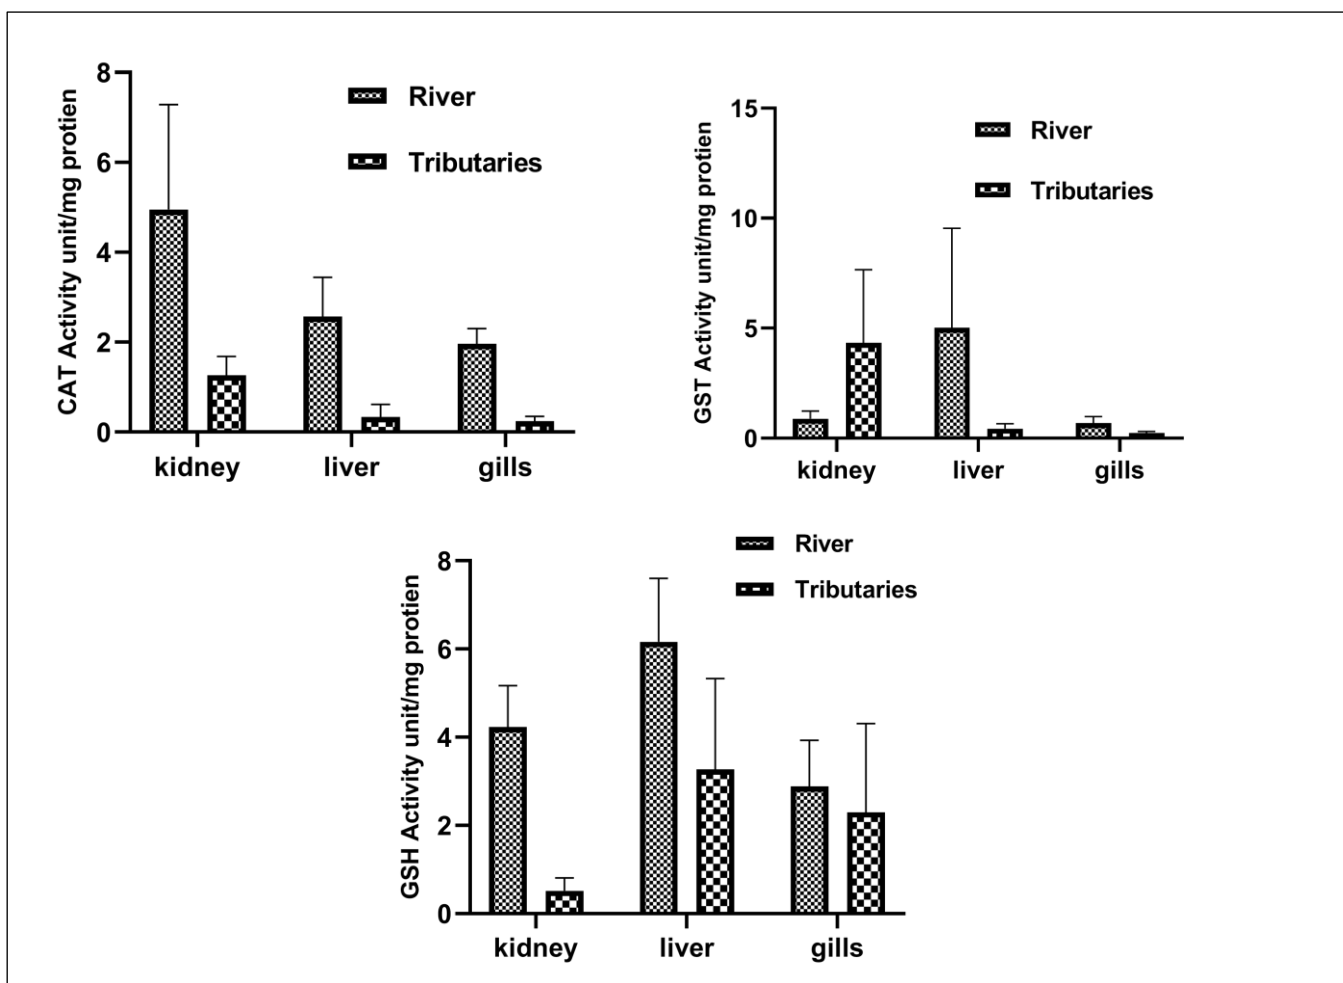 CAT Activity unit/mg protien
8
6
4
2
0
River
Tributaries
kidney liver gills
GST Activity unit/mg protien
15
10
5
0
River
Tributaries
kidney liver gills
GSH Activity unit/mg protien
8
6
4
2
0
River
Tributaries
kidney liver gills